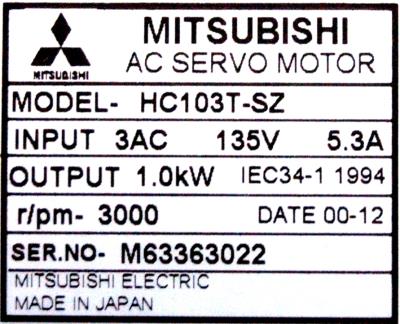 MITSUBISHI
MITSUBISHI
AC SERVO MOTOR
MODEL- HC103T-SZ
INPUT 3AC 135V 5.3A
OUTPUT 1.0kW IEC34-1 1994
r/pm- 3000 DATE 00-12
SER.NO- M63363022
MITSUBISHI ELECTRIC
MADE IN JAPAN